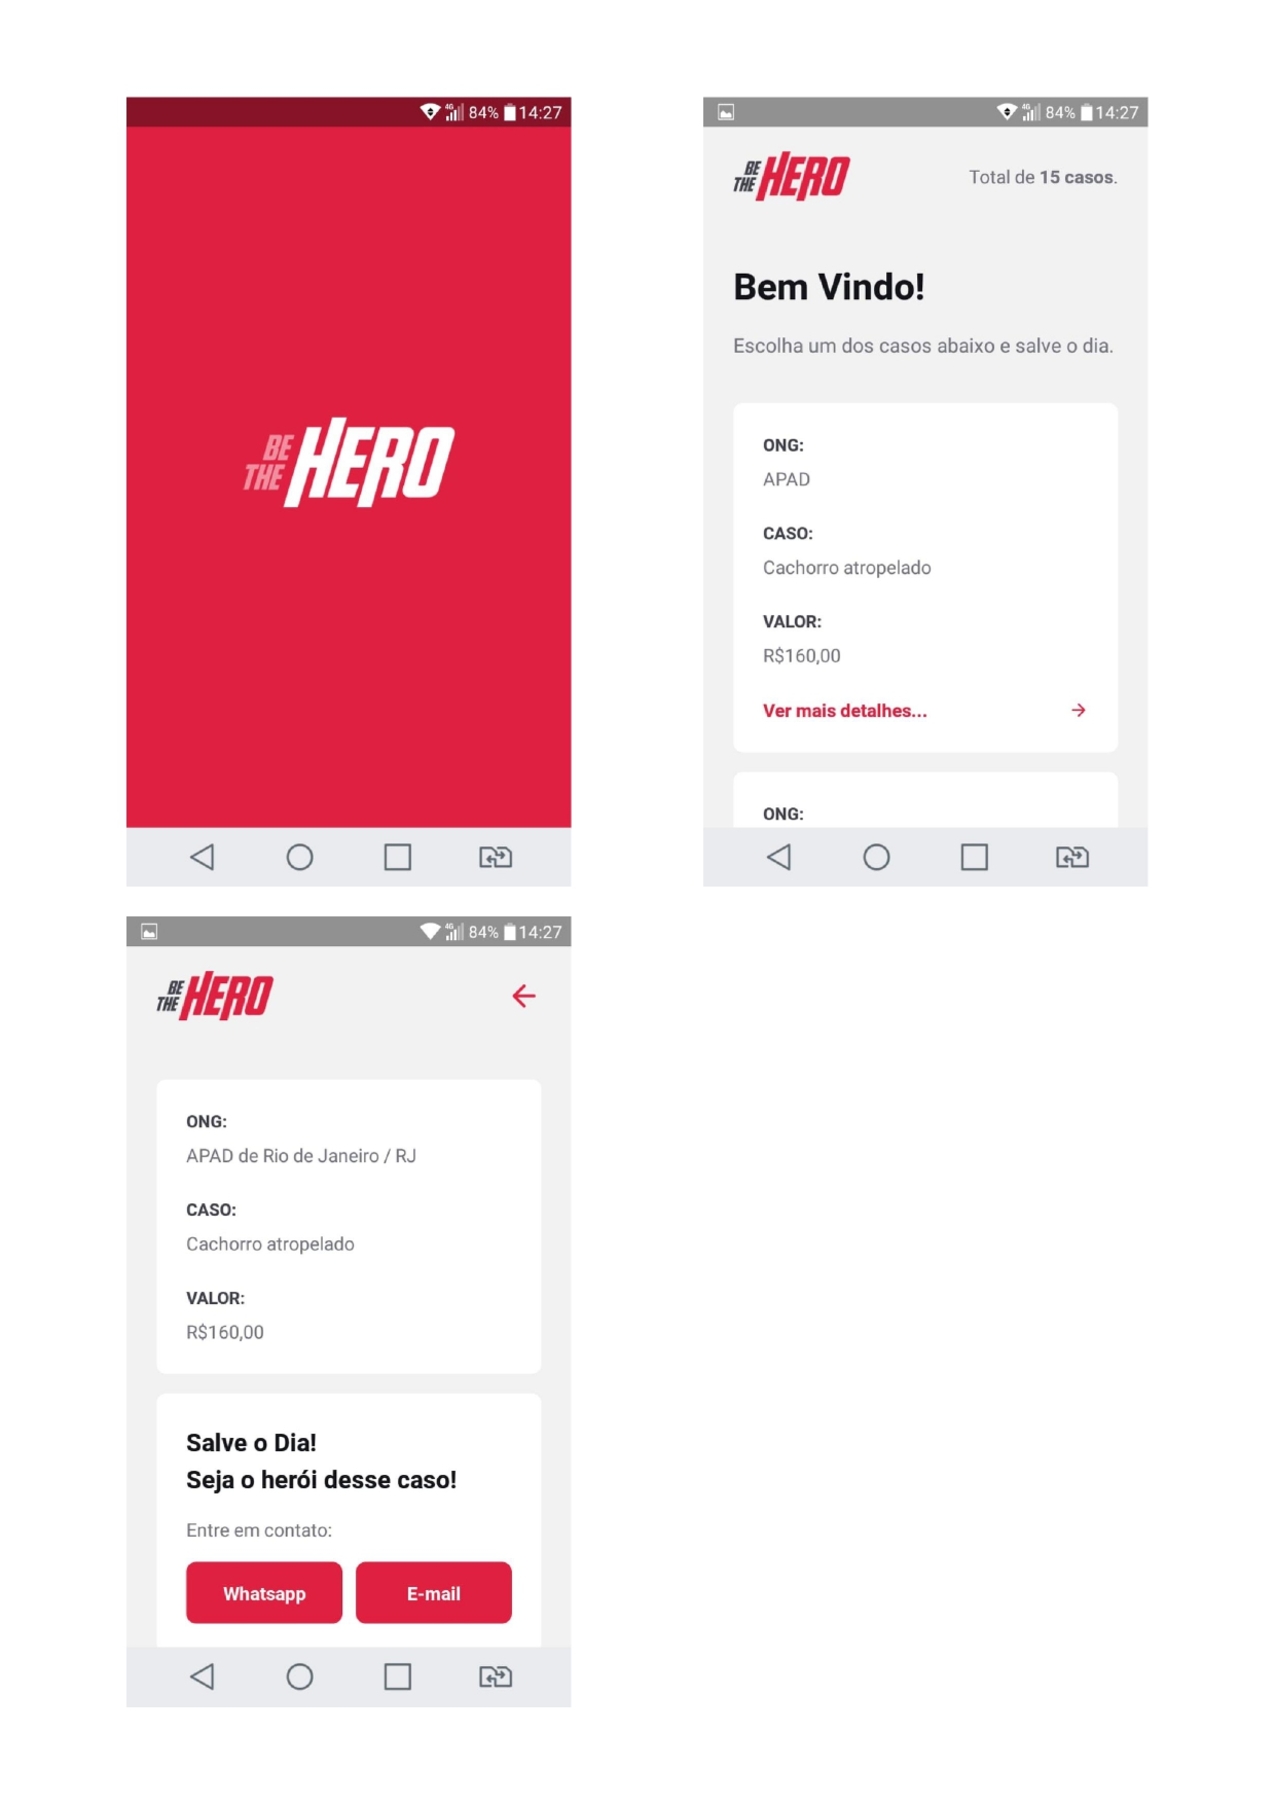 4G 84% 14:27
BE THE HERO
4G 84% 14:27
BE THE HERO
Total de 15 casos.
Bem Vindo!
Escolha um dos casos abaixo e salve o dia.
ONG:
APAD
CASO:
Cachorro atropelado
VALOR:
R$160,00
Ver mais detalhes...
ONG:
4G 84% 14:27
BE THE HERO
ONG:
APAD de Rio de Janeiro / RJ
CASO:
Cachorro atropelado
VALOR:
R$160,00
Salve o Dia!
Seja o herói desse caso!
Entre em contato:
Whatsapp
E-mail